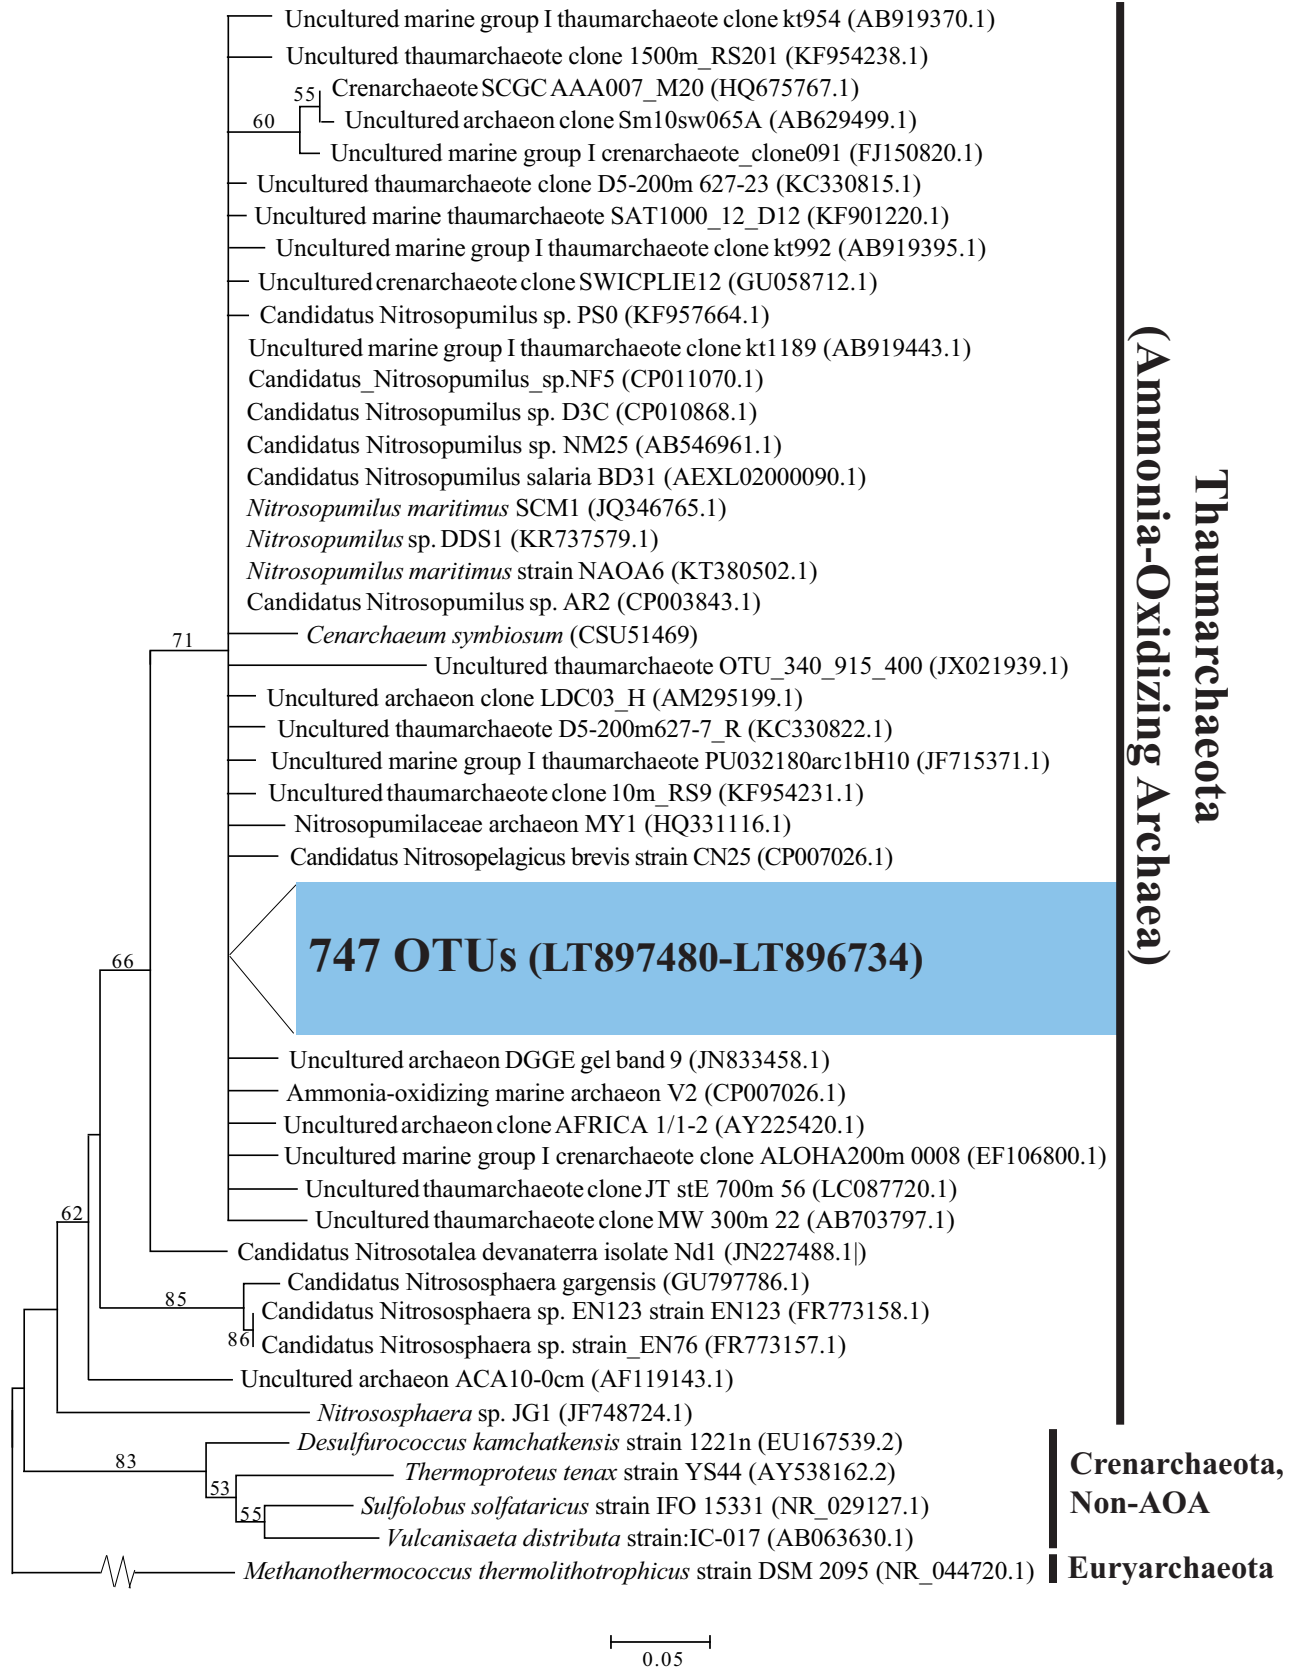 Uncultured marine group I thaumarchaeote clone kt954 (AB919370.1)
Uncultured thaumarchaeote clone 1500m_RS201 (KF954238.1)
55
Crenarchaeote SCGC AAA007_M20 (HQ675767.1)
60
Uncultured archaeon clone Sm10sw065A (AB629499.1)
Uncultured marine group I crenarchaeote_clone091 (FJ150820.1)
Uncultured thaumarchaeote clone D5-200m 627-23 (KC330815.1)
Uncultured marine thaumarchaeote SAT1000_12_D12 (KF901220.1)
Uncultured marine group I thaumarchaeote clone kt992 (AB919395.1)
Uncultured crenarchaeote clone SWICPLIE12 (GU058712.1)
Candidatus Nitrosopumilus sp. PS0 (KF957664.1)
Uncultured marine group I thaumarchaeote clone kt1189 (AB919443.1)
Candidatus_Nitrosopumilus_sp.NF5 (CP011070.1)
Candidatus Nitrosopumilus sp. D3C (CP010868.1)
Candidatus Nitrosopumilus sp. NM25 (AB546961.1)
Candidatus Nitrosopumilus salaria BD31 (AEXL02000090.1)
Nitrosopumilus maritimus SCM1 (JQ346765.1)
Nitrosopumilus sp. DDS1 (KR737579.1)
Nitrosopumilus maritimus strain NAOA6 (KT380502.1)
Candidatus Nitrosopumilus sp. AR2 (CP003843.1)
71
Cenarchaeum symbiosum (CSU51469)
Uncultured thaumarchaeote OTU_340_915_400 (JX021939.1)
Uncultured archaeon clone LDC03_H (AM295199.1)
Uncultured thaumarchaeote D5-200m627-7_R (KC330822.1)
Uncultured marine group I thaumarchaeote PU032180arc1bH10 (JF715371.1)
Uncultured thaumarchaeote clone 10m_RS9 (KF954231.1)
Nitrosopumilaceae archaeon MY1 (HQ331116.1)
Candidatus Nitrosopelagicus brevis strain CN25 (CP007026.1)
66
747 OTUs (LT897480-LT896734)
Uncultured archaeon DGGE gel band 9 (JN833458.1)
Ammonia-oxidizing marine archaeon V2 (CP007026.1)
Uncultured archaeon clone AFRICA 1/1-2 (AY225420.1)
Uncultured marine group I crenarchaeote clone ALOHA200m 0008 (EF106800.1)
Uncultured thaumarchaeote clone JT stE 700m 56 (LC087720.1)
62
Uncultured thaumarchaeote clone MW 300m 22 (AB703797.1)
Candidatus Nitrosotalea devanaterra isolate Nd1 (JN227488.1|)
Candidatus Nitrososphaera gargensis (GU797786.1)
85
Candidatus Nitrososphaera sp. EN123 strain EN123 (FR773158.1)
86
Candidatus Nitrososphaera sp. strain_EN76 (FR773157.1)
Uncultured archaeon ACA10-0cm (AF119143.1)
Nitrososphaera sp. JG1 (JF748724.1)
Thaumarchaeota
(Ammonia-Oxidizing Archaea)
Desulfurococcus kamchatkensis strain 1221n (EU167539.2)
83
Thermoproteus tenax strain YS44 (AY538162.2)
53
Sulfolobus solfataricus strain IFO 15331 (NR_029127.1)
55
Vulcanisaeta distributa strain:IC-017 (AB063630.1)
Crenarchaeota,
Non-AOA
Methanothermococcus thermolithotrophicus strain DSM 2095 (NR_044720.1)
Euryarchaeota
0.05